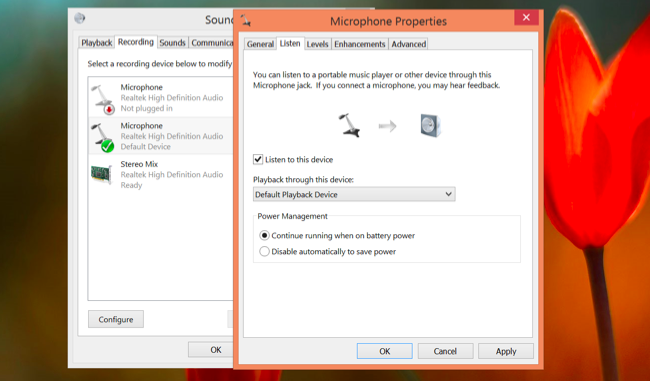 Soun
Playback Recording Sounds Communica
Select a recording device below to modify
Microphone
Realtek High Definition Audio
Not plugged in
Microphone
Realtek High Definition Audio
Default Device
Stereo Mix
Realtek High Definition Audio
Ready
Configure
OK
Microphone Properties
General Listen Levels Enhancements Advanced
You can listen to a portable music player or other device through this
Microphone jack. If you connect a microphone, you may hear feedback.
Listen to this device
Playback through this device:
Default Playback Device
Power Management
Continue running when on battery power
Disable automatically to save power
OK Cancel Apply